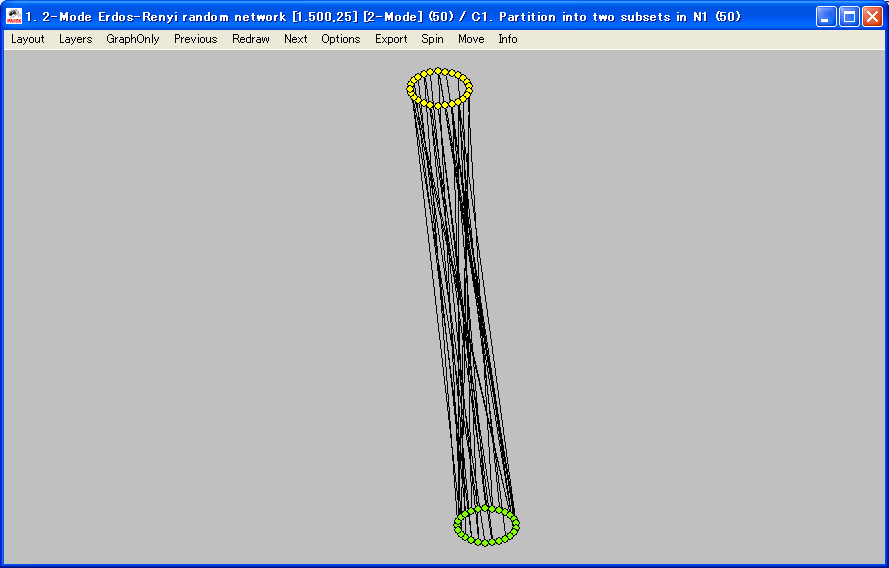 1. 2-Mode Erdos-Renyi random network [1.500,25] [2-Mode] (50) / C1. Partition into two subsets in N1 (50)
Layout Layers GraphOnly Previous Redraw Next Options Export Spin Move Info